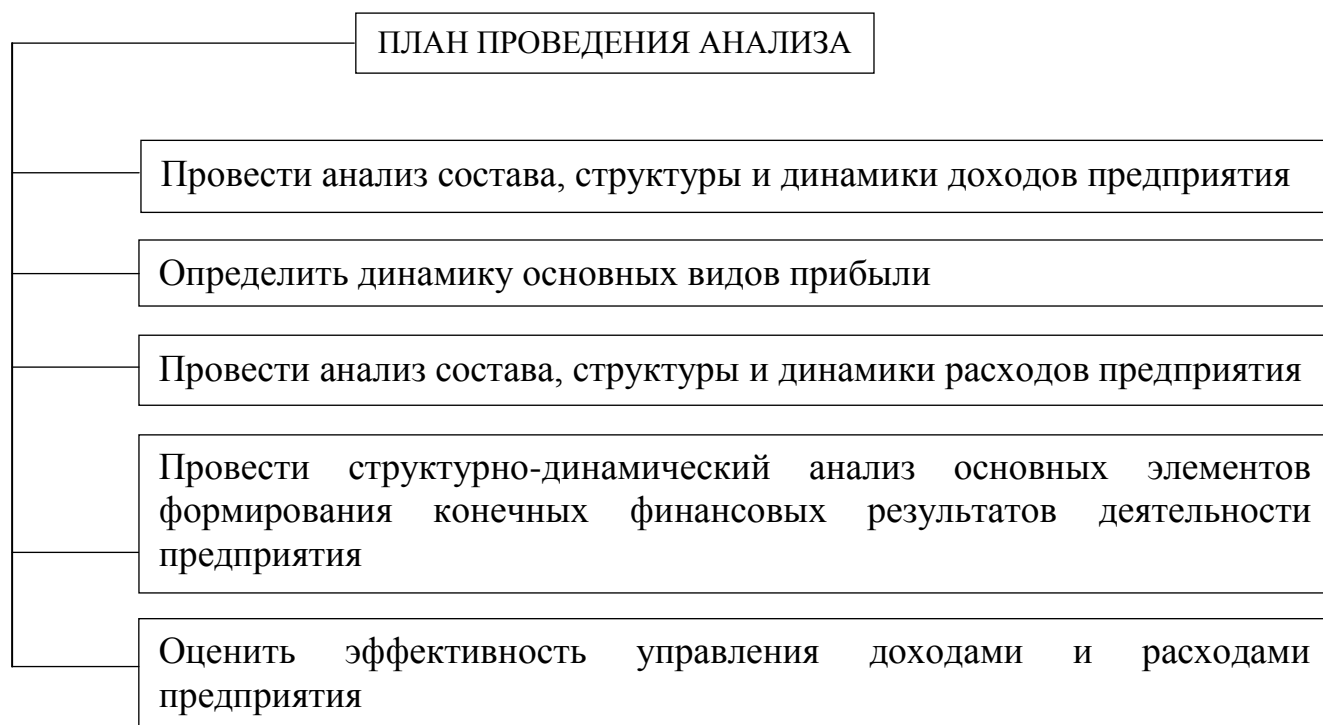 ПЛАН ПРОВЕДЕНИЯ АНАЛИЗА
Провести анализ состава, структуры и динамики доходов предприятия
Определить динамику основных видов прибыли
Провести анализ состава, структуры и динамики расходов предприятия
Провести структурно-динамический анализ основных элементов
формирования конечных финансовых результатов деятельности
предприятия
Оценить эффективность управления доходами и расходами
предприятия